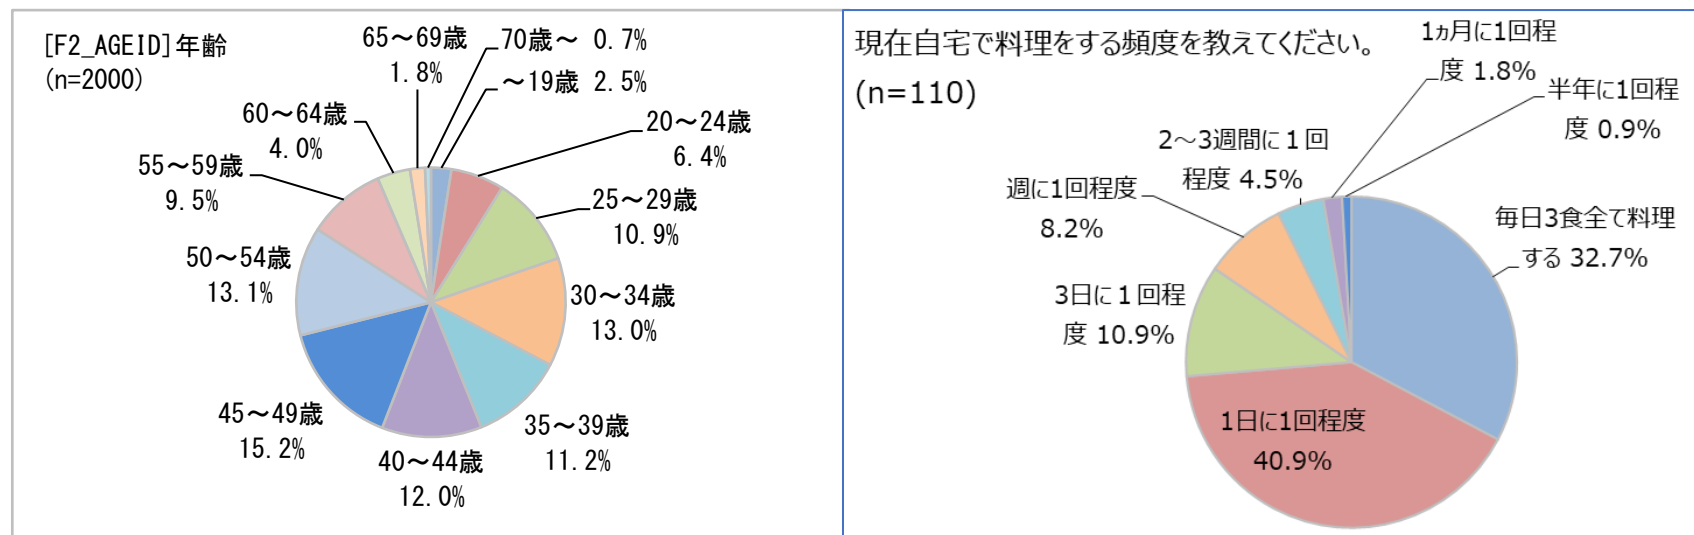 [F2_AGEID]年齢
(n=2000)
65～69歳
1.8%
70歳～ 0.7%
～19歳 2.5%
60～64歳
4.0%
20～24歳
6.4%
55～59歳
9.5%
25～29歳
10.9%
50～54歳
13.1%
30～34歳
13.0%
45～49歳
15.2%
35～39歳
11.2%
40～44歳
12.0%
現在自宅で料理をする頻度を教えてください。
(n=110)
1ヵ月に1回程
度 1.8%
半年に1回程
度 0.9%
2～3週間に１回
程度 4.5%
週に1回程度
8.2%
毎日3食全て料理
する 32.7%
3日に１回程
度 10.9%
1日に1回程度
40.9%